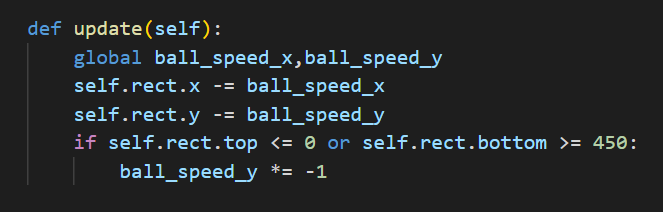 def update(self):
    global ball_speed_x,ball_speed_y
    self.rect.x -= ball_speed_x
    self.rect.y -= ball_speed_y
    if self.rect.top <= 0 or self.rect.bottom >= 450:
        ball_speed_y *= -1